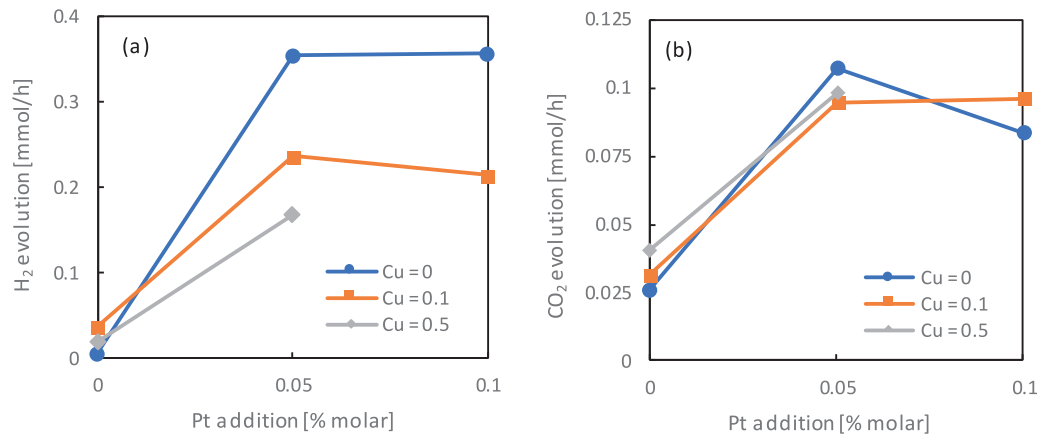 (a)
H₂ evolution [mmol/h]
0.4
0.3
0.2
0.1
0
0
0.05
0.1
Pt addition [% molar]
Cu = 0
Cu = 0.1
Cu = 0.5
(b)
CO₂ evolution [mmol/h]
0.125
0.1
0.075
0.05
0.025
0
0
0.05
0.1
Pt addition [% molar]
Cu = 0
Cu = 0.1
Cu = 0.5